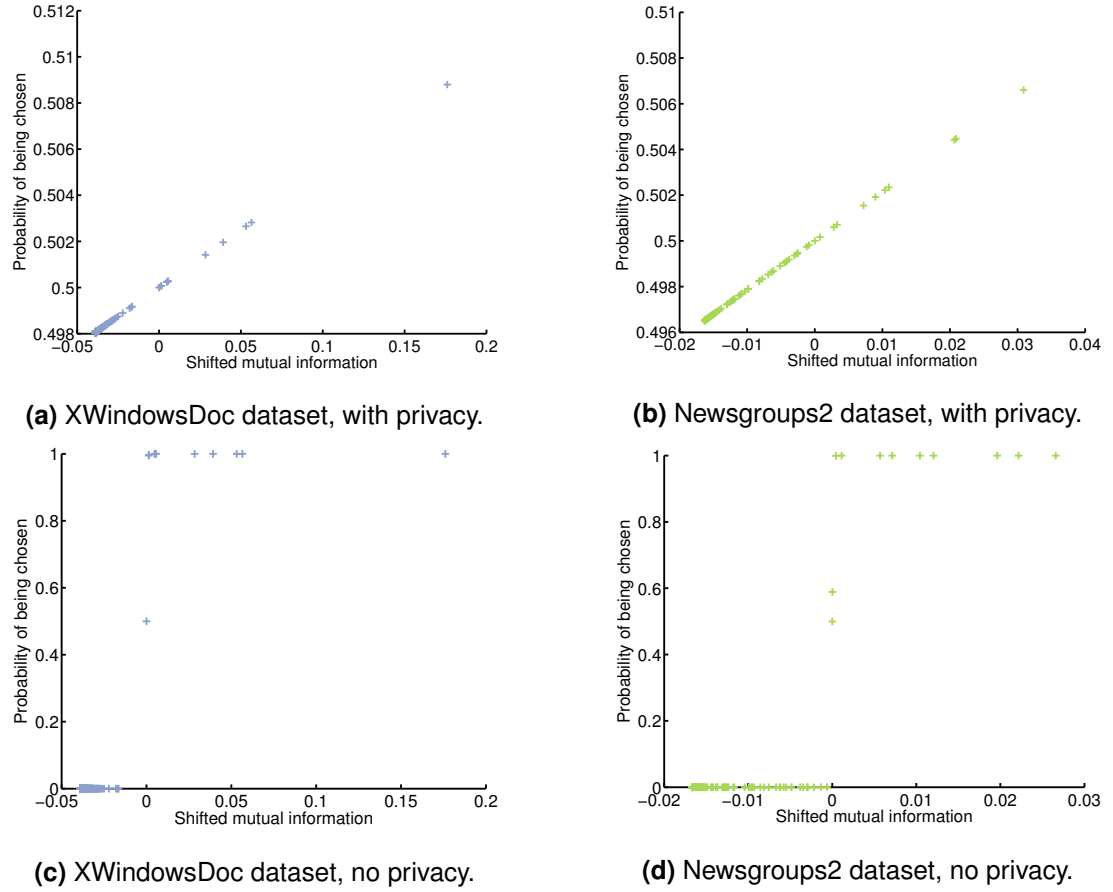 0.512
0.51
0.508
0.506
0.504
0.502
0.5
0.498
−0.05 0 0.05 0.1 0.15 0.2
Probability of being chosen
Shifted mutual information
(a) XWindowsDoc dataset, with privacy.
0.51
0.508
0.506
0.504
0.502
0.5
0.498
0.496
−0.02 −0.01 0 0.01 0.02 0.03 0.04
Probability of being chosen
Shifted mutual information
(b) Newsgroups2 dataset, with privacy.
1
0.8
0.6
0.4
0.2
0
−0.05 0 0.05 0.1 0.15 0.2
Probability of being chosen
Shifted mutual information
(c) XWindowsDoc dataset, no privacy.
1
0.8
0.6
0.4
0.2
0
−0.02 −0.01 0 0.01 0.02 0.03
Probability of being chosen
Shifted mutual information
(d) Newsgroups2 dataset, no privacy.